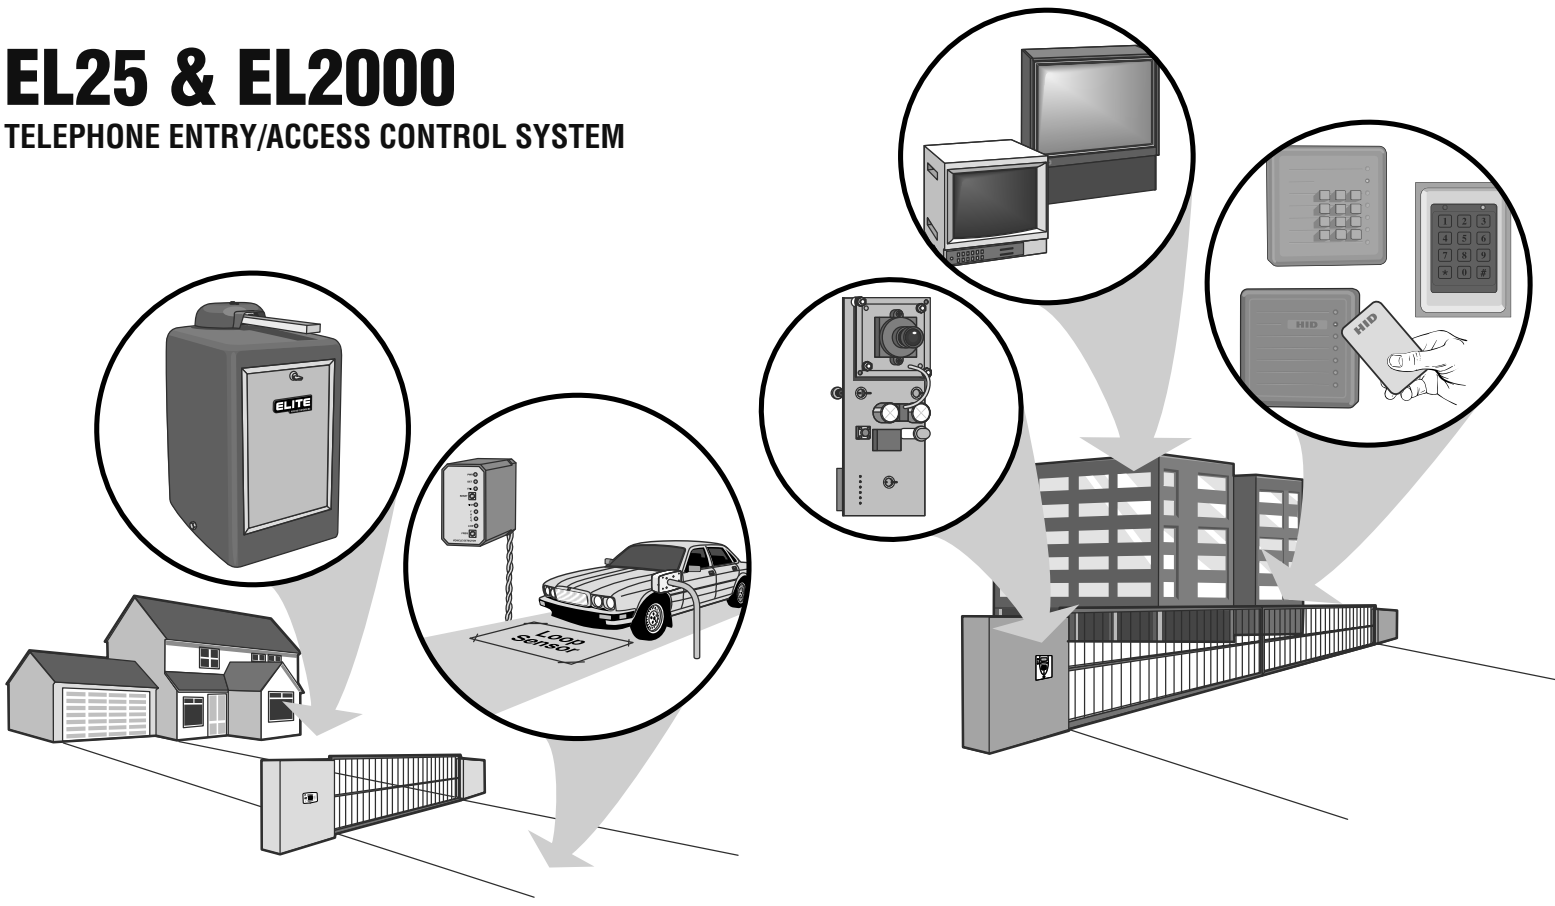 EL25 & EL2000
TELEPHONE ENTRY/ACCESS CONTROL SYSTEM
ELITE
Loop
Sensor
HID
HID
1 2 3
4 5 6
7 8 9
* 0 #